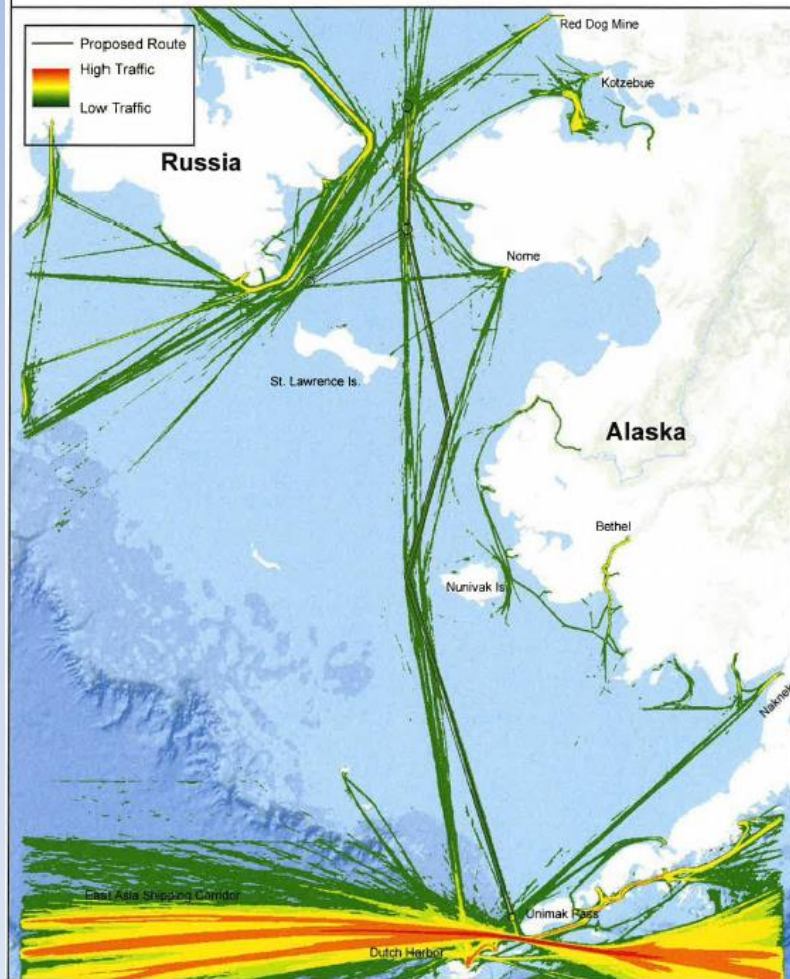 Proposed Route
High Traffic
Low Traffic
Red Dog Mine
Kotzebue
Russia
Nome
St. Lawrence Is.
Alaska
Bethel
Nunivak Is
Naknek
East Asia Shipping Corridor
Unimak Pass
Dutch Harbor